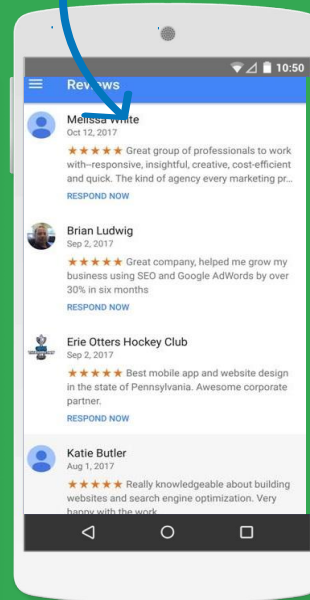 10:50
Reviews
Melissa White
Oct 12, 2017
★★★★★ Great group of professionals to work
with--responsive, insightful, creative, cost-efficient
and quick. The kind of agency every marketing pr...
RESPOND NOW
Brian Ludwig
Sep 2, 2017
★★★★★ Great company, helped me grow my
business using SEO and Google AdWords by over
30% in six months
RESPOND NOW
Erie Otters Hockey Club
Sep 2, 2017
★★★★★ Best mobile app and website design
in the state of Pennsylvania. Awesome corporate
partner.
RESPOND NOW
Katie Butler
Aug 1, 2017
★★★★★ Really knowledgeable about building
websites and search engine optimization. Very
happy with the work